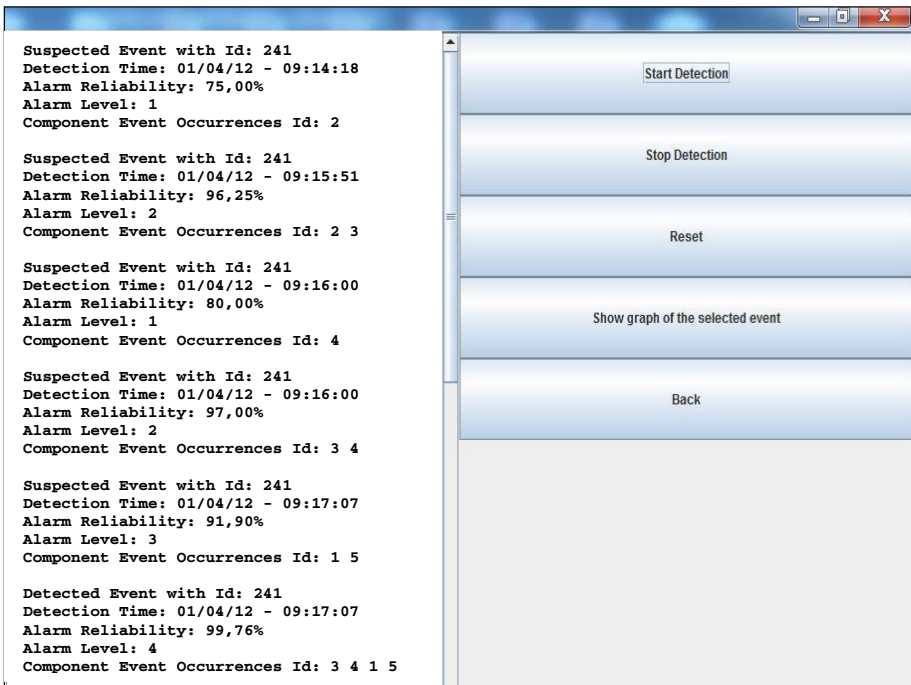 Suspected Event with Id: 241
Detection Time: 01/04/12 - 09:14:18
Alarm Reliability: 75,00%
Alarm Level: 1
Component Event Occurrences Id: 2
Suspected Event with Id: 241
Detection Time: 01/04/12 - 09:15:51
Alarm Reliability: 96,25%
Alarm Level: 2
Component Event Occurrences Id: 2 3
Suspected Event with Id: 241
Detection Time: 01/04/12 - 09:16:00
Alarm Reliability: 80,00%
Alarm Level: 1
Component Event Occurrences Id: 4
Suspected Event with Id: 241
Detection Time: 01/04/12 - 09:16:00
Alarm Reliability: 97,00%
Alarm Level: 2
Component Event Occurrences Id: 3 4
Suspected Event with Id: 241
Detection Time: 01/04/12 - 09:17:07
Alarm Reliability: 91,90%
Alarm Level: 3
Component Event Occurrences Id: 1 5
Detected Event with Id: 241
Detection Time: 01/04/12 - 09:17:07
Alarm Reliability: 99,76%
Alarm Level: 4
Component Event Occurrences Id: 3 4 1 5
Start Detection
Stop Detection
Reset
Show graph of the selected event
Back